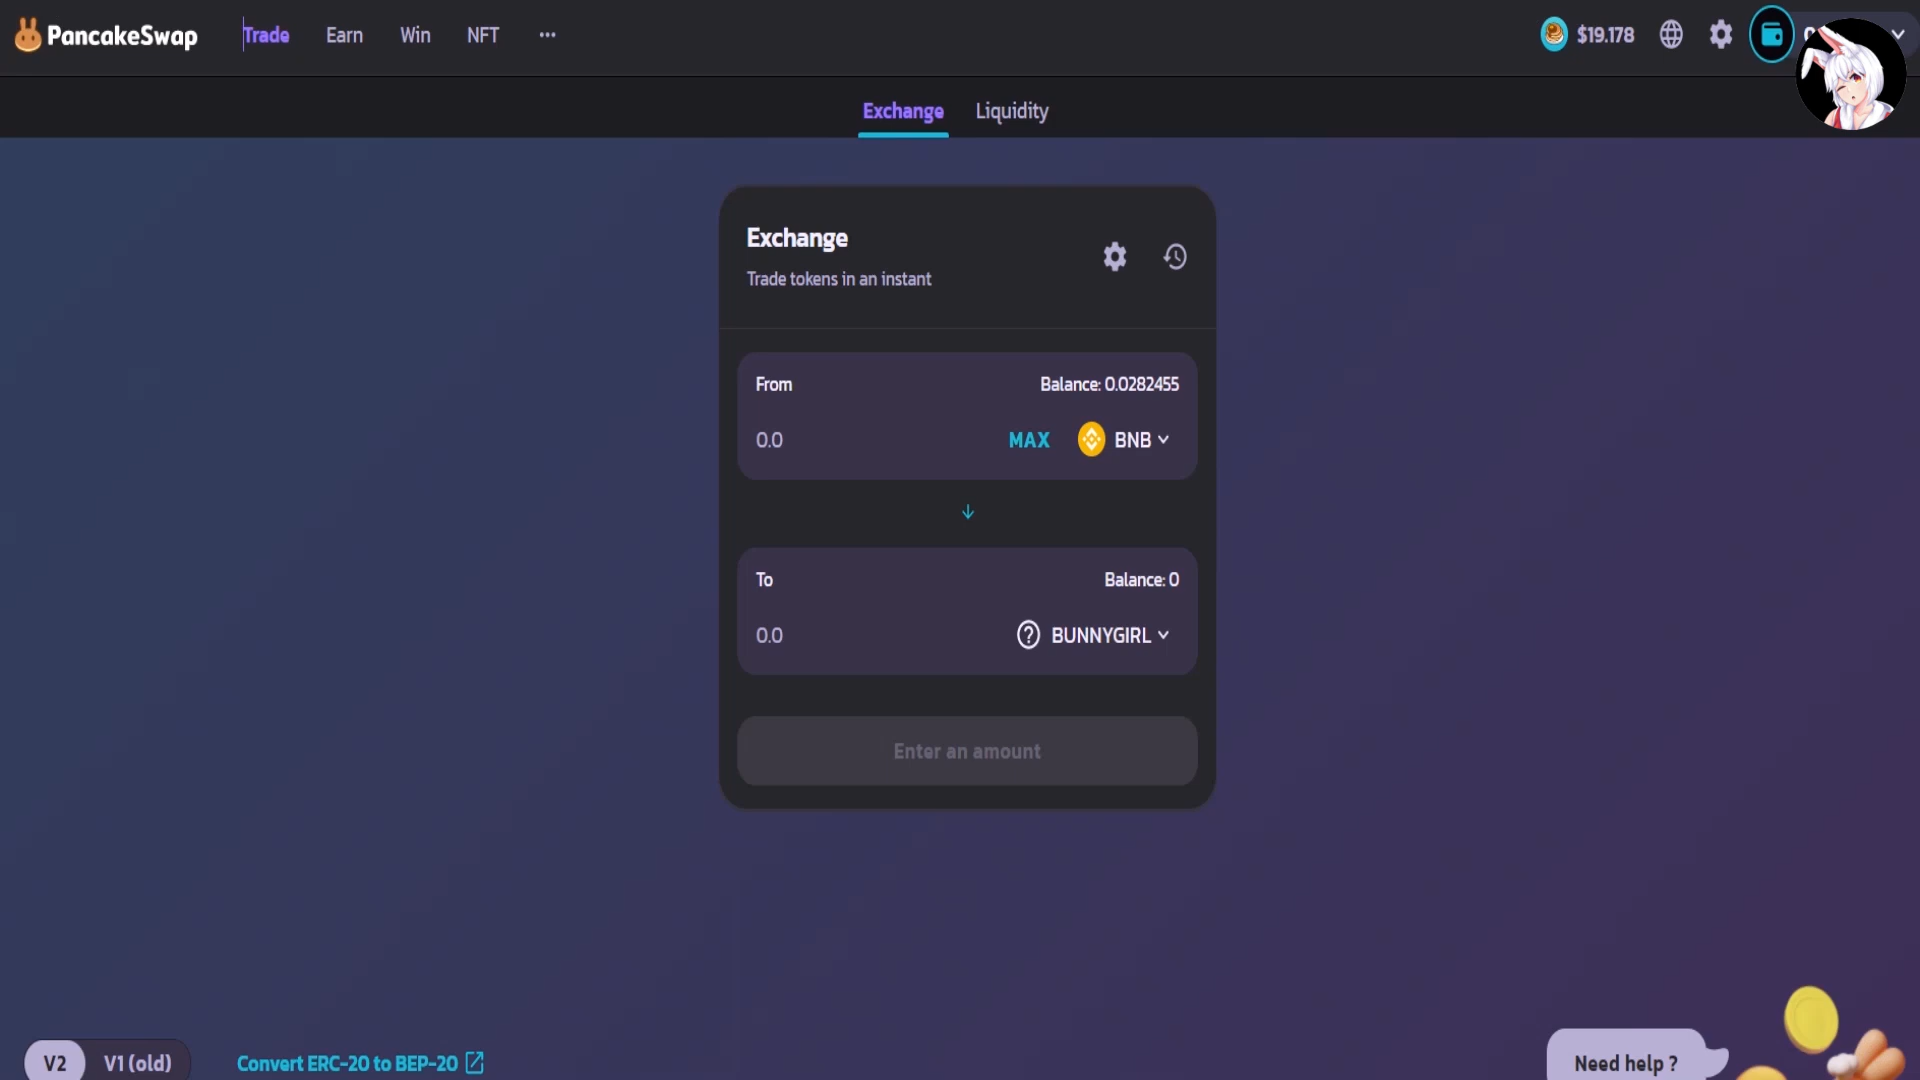 PancakeSwap
Trade
Earn
Win
NFT
$19.178
Exchange
Liquidity
Exchange
Trade tokens in an instant
From
Balance: 0.0282455
0.0
MAX
BNB
To
Balance: 0
0.0
BUNNYGIRL
Enter an amount
V2
V1 (old)
Convert ERC-20 to BEP-20
Need help ?